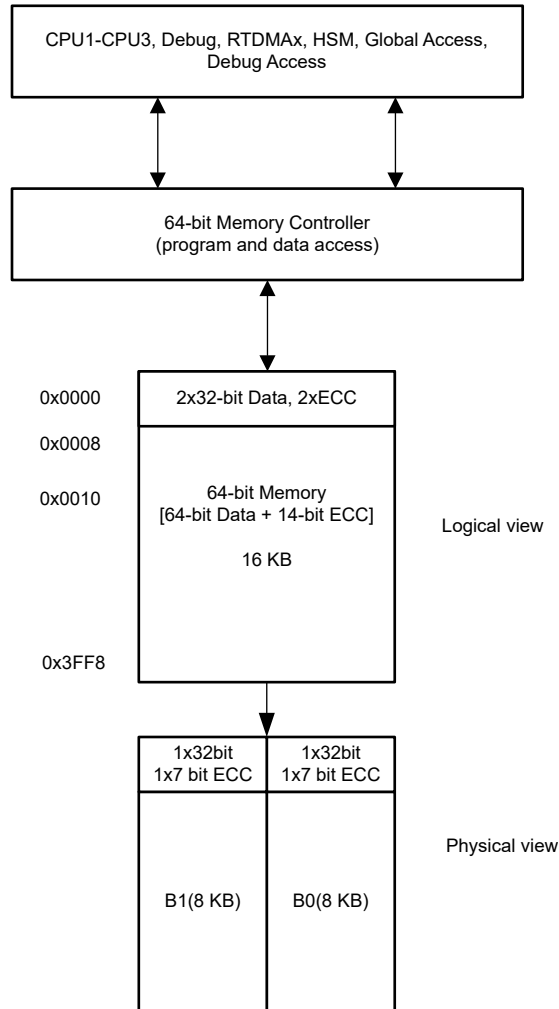 CPU1-CPU3, Debug, RTDMAx, HSM, Global Access,
Debug Access
64-bit Memory Controller
(program and data access)
0x0000
2x32-bit Data, 2xECC
0x0008
0x0010
64-bit Memory
[64-bit Data + 14-bit ECC]
16 KB
Logical view
0x3FF8
1x32bit
1x7 bit ECC
1x32bit
1x7 bit ECC
Physical view
B1(8 KB)
B0(8 KB)